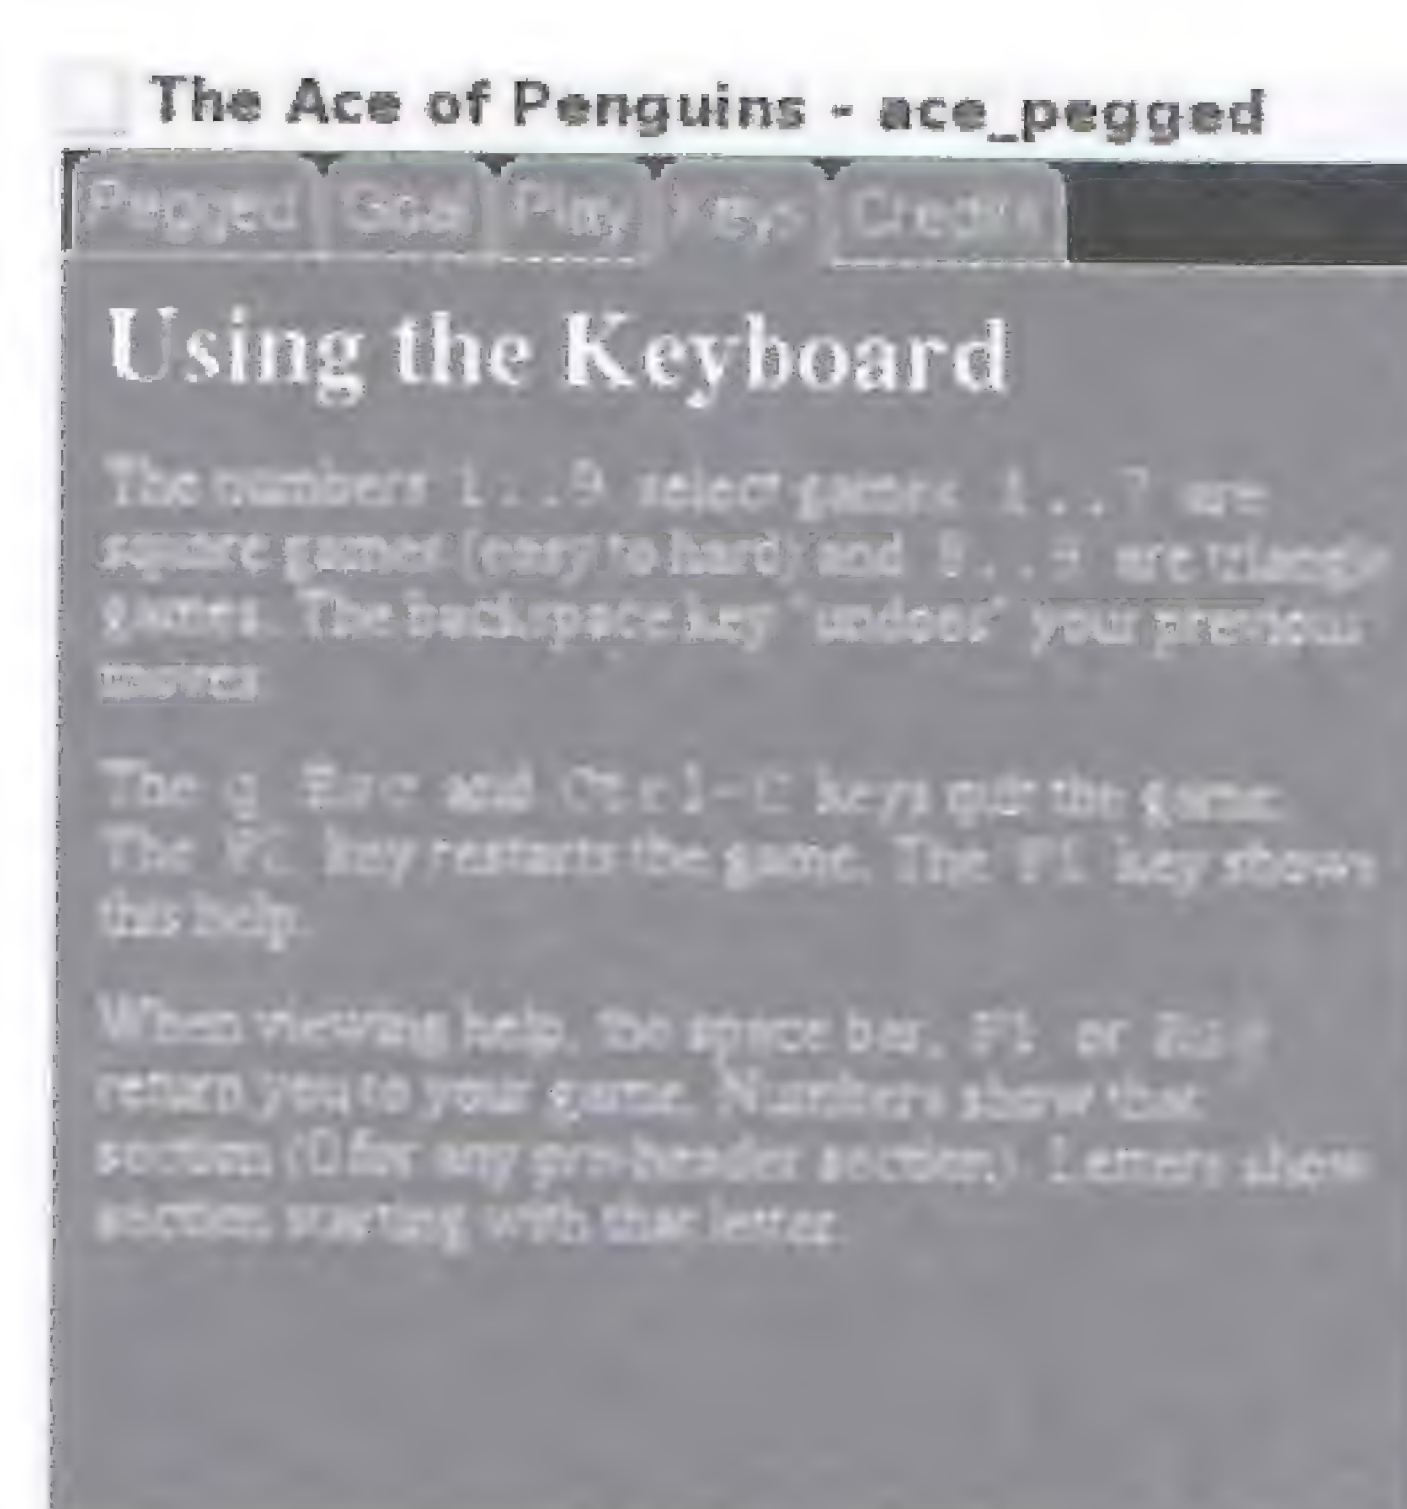 The Ace of Penguins - ace_pegged
Pegged Goal Play Keys Credits
Using the Keyboard
The numbers 1...9 select games. 1...7 are
square games (easy to hard) and 8...9 are triangle
games. The backspace key "undoes" your previous
moves.
The q Esc and Ctrl-C keys quit the game.
The key restarts the game. The F1 key shows
this help.
When viewing help, the space bar, F1 or Esc
return you to your game. Numbers show that
section (0 for any pre-header section). Letters show
section starting with that letter.